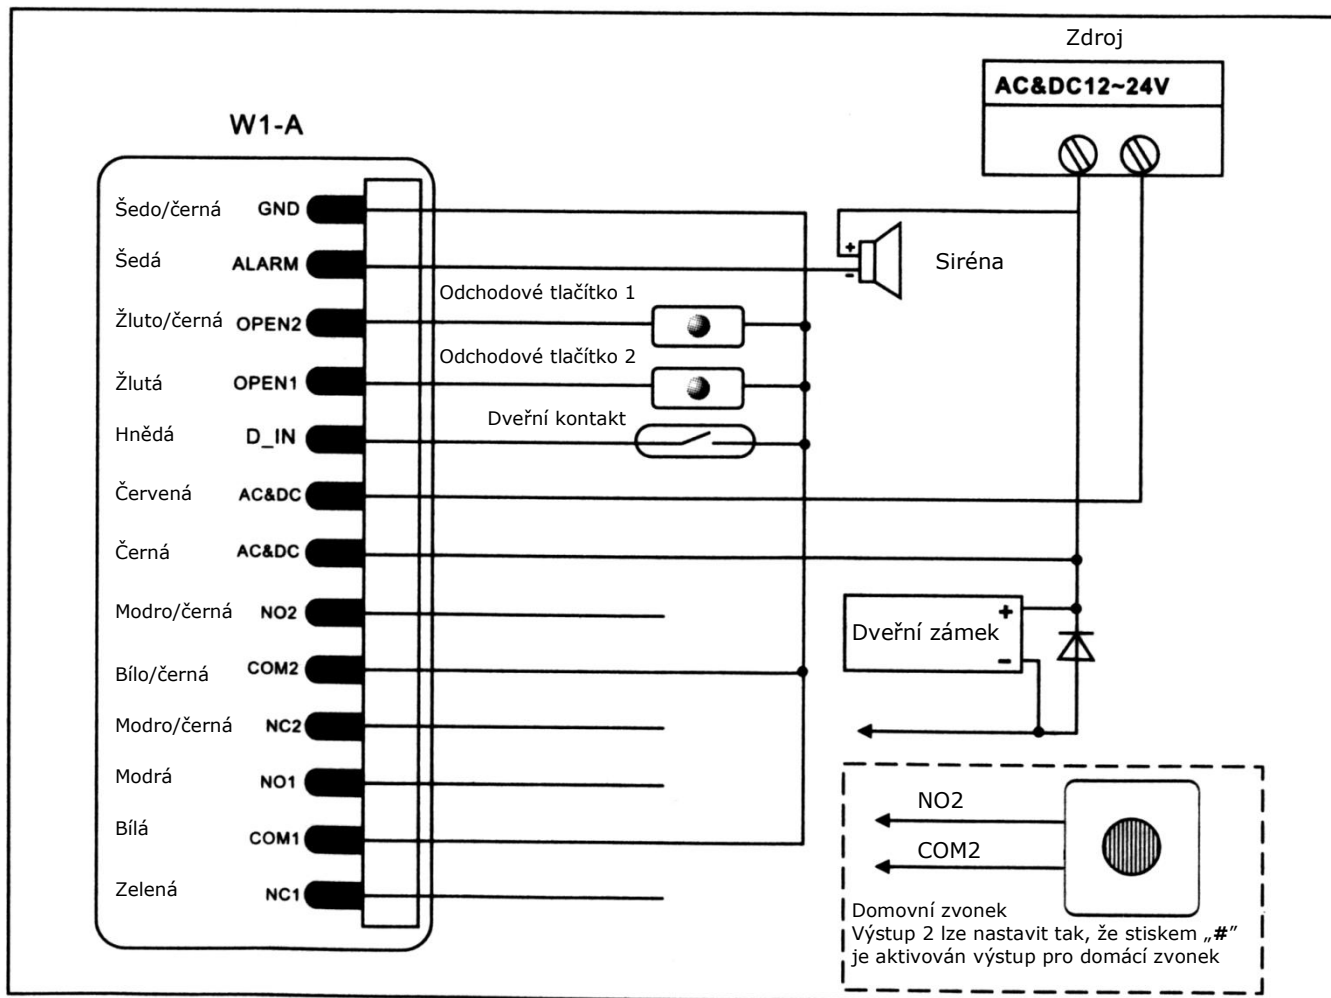 Zdroj
AC&DC12~24V
W1-A
Šedo/černá GND
Šedá ALARM
+
-
Siréna
Odchodové tlačítko 1
Žluto/černá OPEN2
Odchodové tlačítko 2
Žlutá OPEN1
Dveřní kontakt
Hnědá D_IN
Červená AC&DC
Černá AC&DC
Modro/černá NO2
Dveřní zámek
+
-
Bílo/černá COM2
Modro/černá NC2
Modrá NO1
Bílá COM1
Zelená NC1
NO2
COM2
Domovní zvonek
Výstup 2 lze nastavit tak, že stiskem „#”
je aktivován výstup pro domácí zvonek